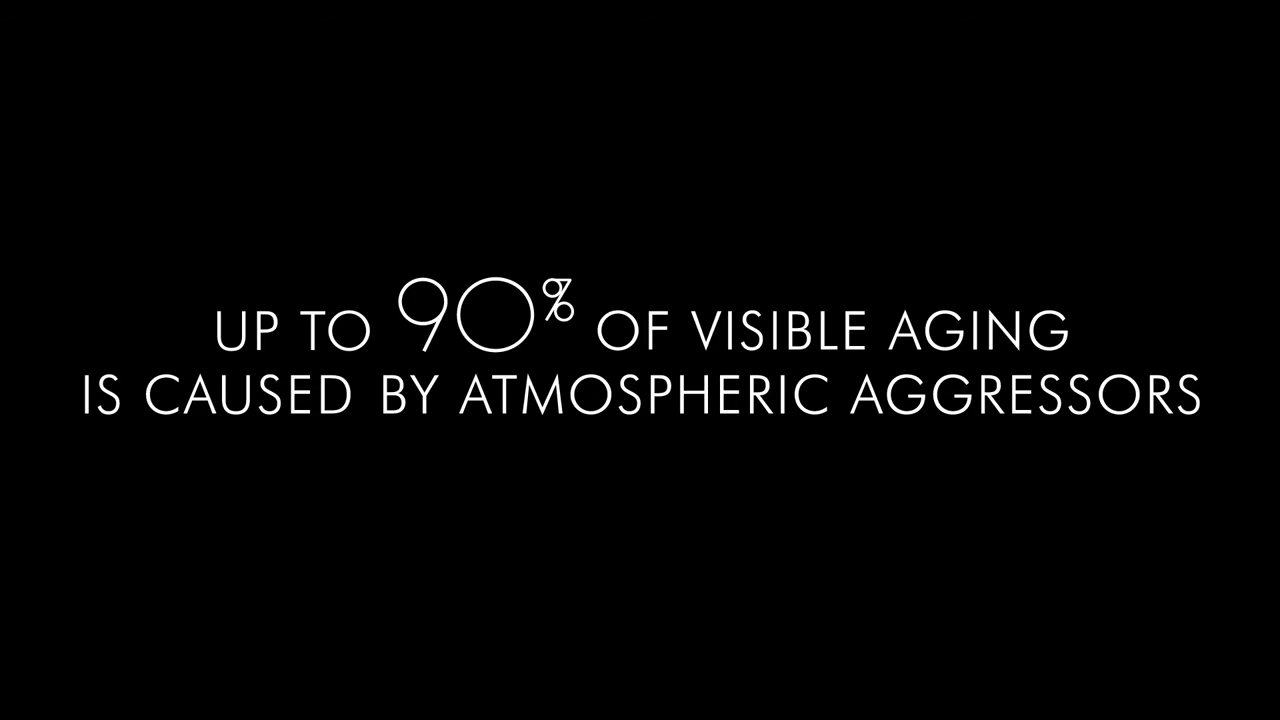 UP TO 90% OF VISIBLE AGING
IS CAUSED BY ATMOSPHERIC AGGRESSORS